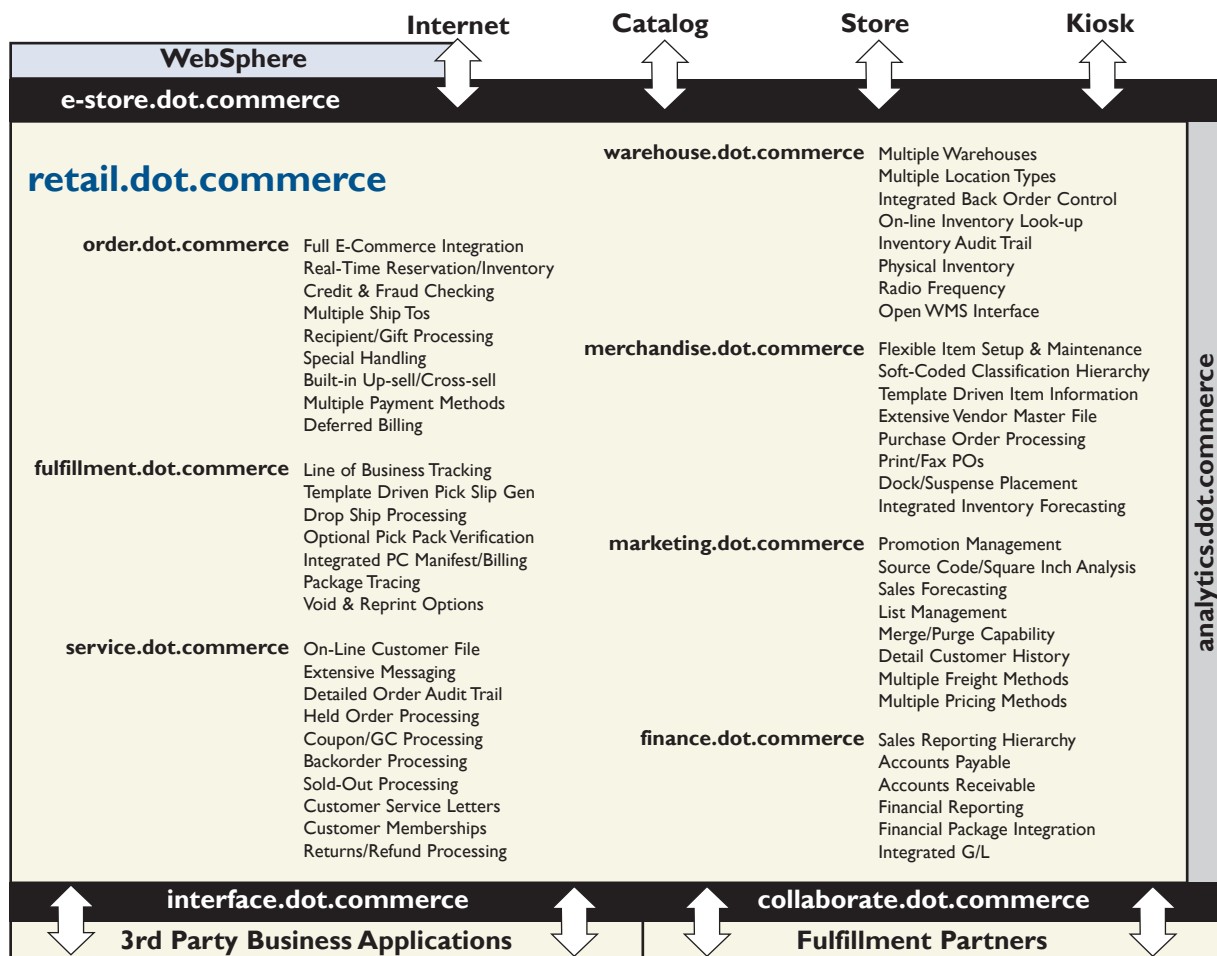 Internet
Catalog
Store
Kiosk
WebSphere
e-store.dot.commerce
retail.dot.commerce
order.dot.commerce
Full E-Commerce Integration
Real-Time Reservation/Inventory
Credit & Fraud Checking
Multiple Ship Tos
Recipient/Gift Processing
Special Handling
Built-in Up-sell/Cross-sell
Multiple Payment Methods
Deferred Billing
fulfillment.dot.commerce
Line of Business Tracking
Template Driven Pick Slip Gen
Drop Ship Processing
Optional Pick Pack Verification
Integrated PC Manifest/Billing
Package Tracing
Void & Reprint Options
service.dot.commerce
On-Line Customer File
Extensive Messaging
Detailed Order Audit Trail
Held Order Processing
Coupon/GC Processing
Backorder Processing
Sold-Out Processing
Customer Service Letters
Customer Memberships
Returns/Refund Processing
warehouse.dot.commerce
Multiple Warehouses
Multiple Location Types
Integrated Back Order Control
On-line Inventory Look-up
Inventory Audit Trail
Physical Inventory
Radio Frequency
Open WMS Interface
merchandise.dot.commerce
Flexible Item Setup & Maintenance
Soft-Coded Classification Hierarchy
Template Driven Item Information
Extensive Vendor Master File
Purchase Order Processing
Print/Fax POs
Dock/Suspense Placement
Integrated Inventory Forecasting
marketing.dot.commerce
Promotion Management
Source Code/Square Inch Analysis
Sales Forecasting
List Management
Merge/Purge Capability
Detail Customer History
Multiple Freight Methods
Multiple Pricing Methods
finance.dot.commerce
Sales Reporting Hierarchy
Accounts Payable
Accounts Receivable
Financial Reporting
Financial Package Integration
Integrated G/L
analytics.dot.commerce
interface.dot.commerce
collaborate.dot.commerce
3rd Party Business Applications
Fulfillment Partners